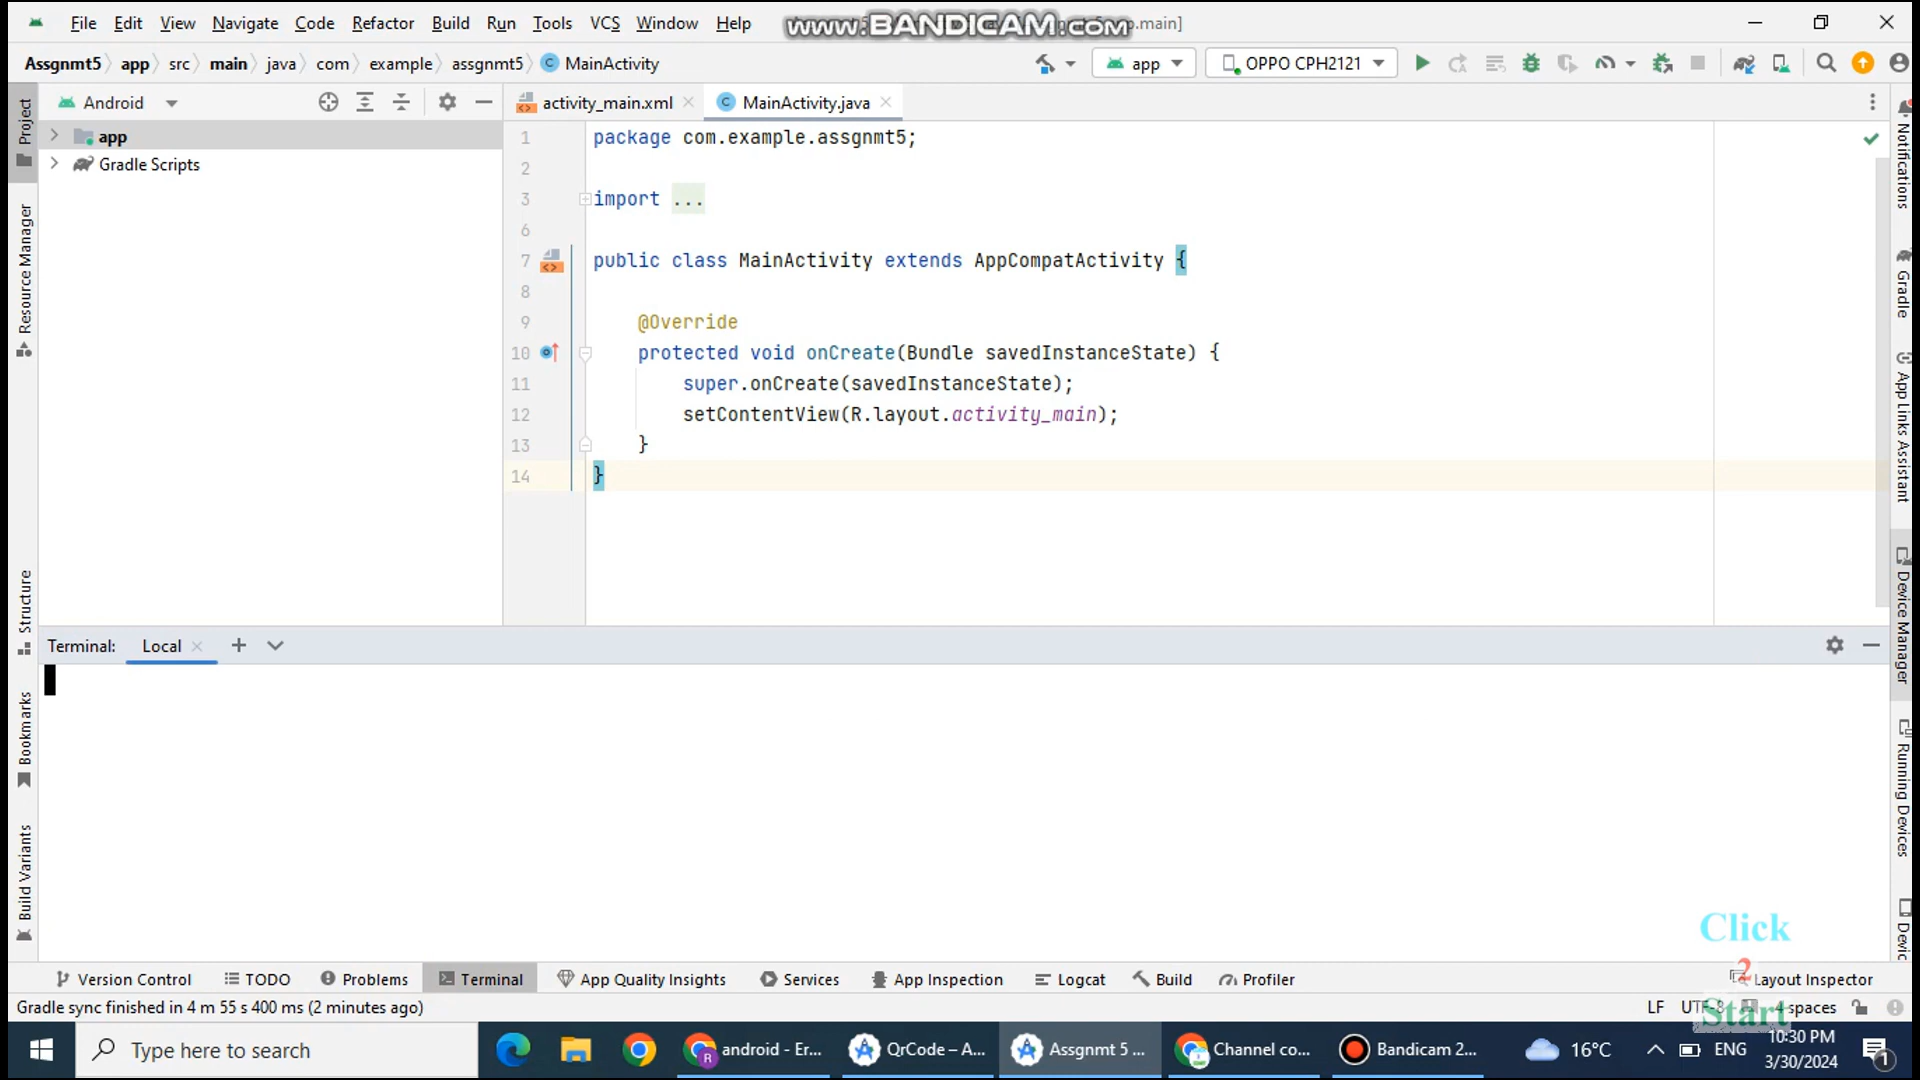 File Edit View Navigate Code Refactor Build Run Tools VCS Window Help
www.BANDICAM.com
.main]
Assgnmt5 app src main java com example assgnmt5 MainActivity
app
OPPO CPH2121
Project
Android
activity_main.xml
MainActivity.java
app
Gradle Scripts
1 package com.example.assgnmt5;
2
3 import ...
6
7 public class MainActivity extends AppCompatActivity {
8
9 @Override
10 protected void onCreate(Bundle savedInstanceState) {
11 super.onCreate(savedInstanceState);
12 setContentView(R.layout.activity_main);
13 }
14 }
Resource Manager
Structure
Bookmarks
Build Variants
Notifications
Gradle
App Links Assistant
Device Manager
Running Devices
Terminal: Local
Click
2
Start
Version Control TODO Problems Terminal App Quality Insights Services App Inspection Logcat Build Profiler Layout Inspector
Gradle sync finished in 4 m 55 s 400 ms (2 minutes ago)
LF UTF-8 4 spaces
Type here to search
android - Er...
QrCode – A...
Assgnmt 5 ...
Channel co...
Bandicam 2...
16°C
ENG
10:30 PM
3/30/2024
1